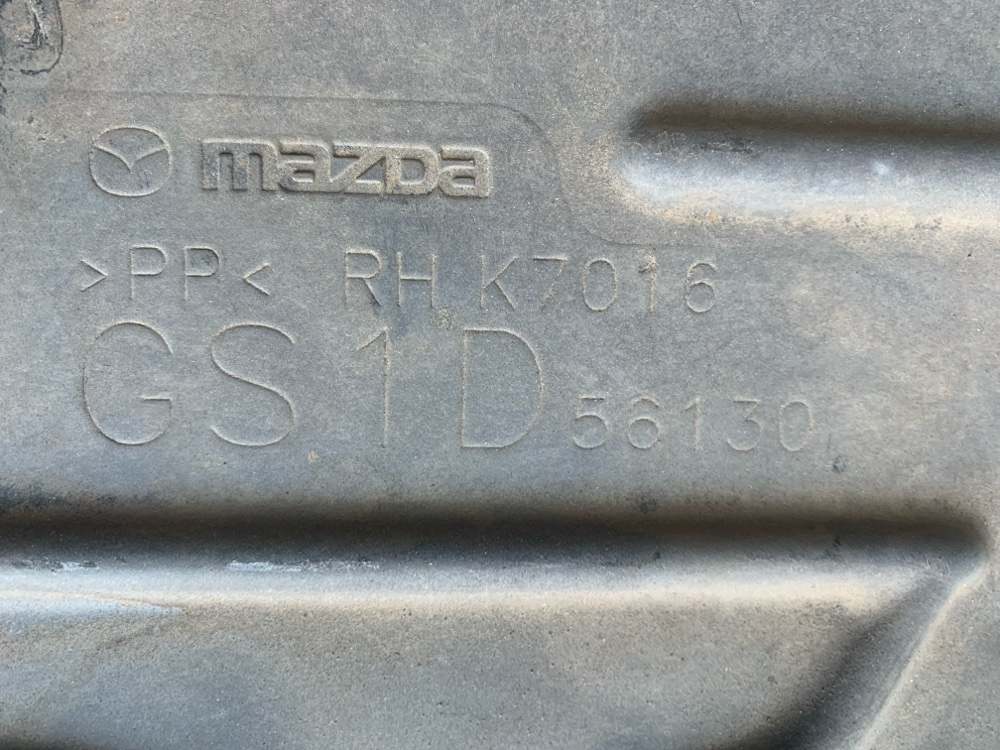 mazda
>PP< RH K7016
GS1D 56130